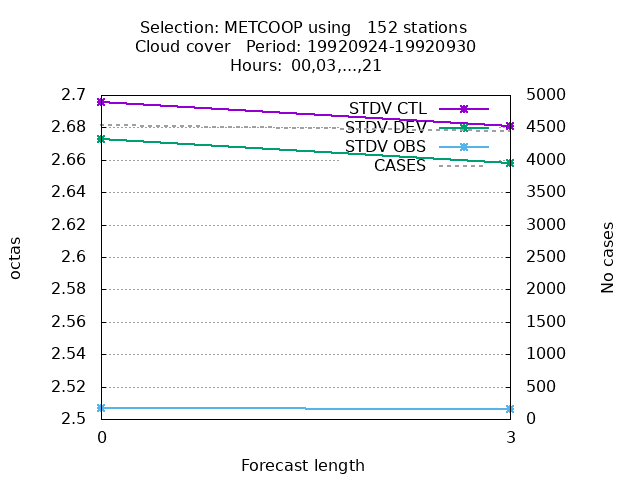 Selection: METCOOP using   152 stations
Cloud cover   Period: 19920924-19920930
Hours:  00,03,...,21
2.7
2.68
2.66
2.64
2.62
2.6
2.58
2.56
2.54
2.52
2.5
5000
4500
4000
3500
3000
2500
2000
1500
1000
500
0
STDV CTL
STDV DEV
STDV OBS
CASES
octas
No cases
0
3
Forecast length